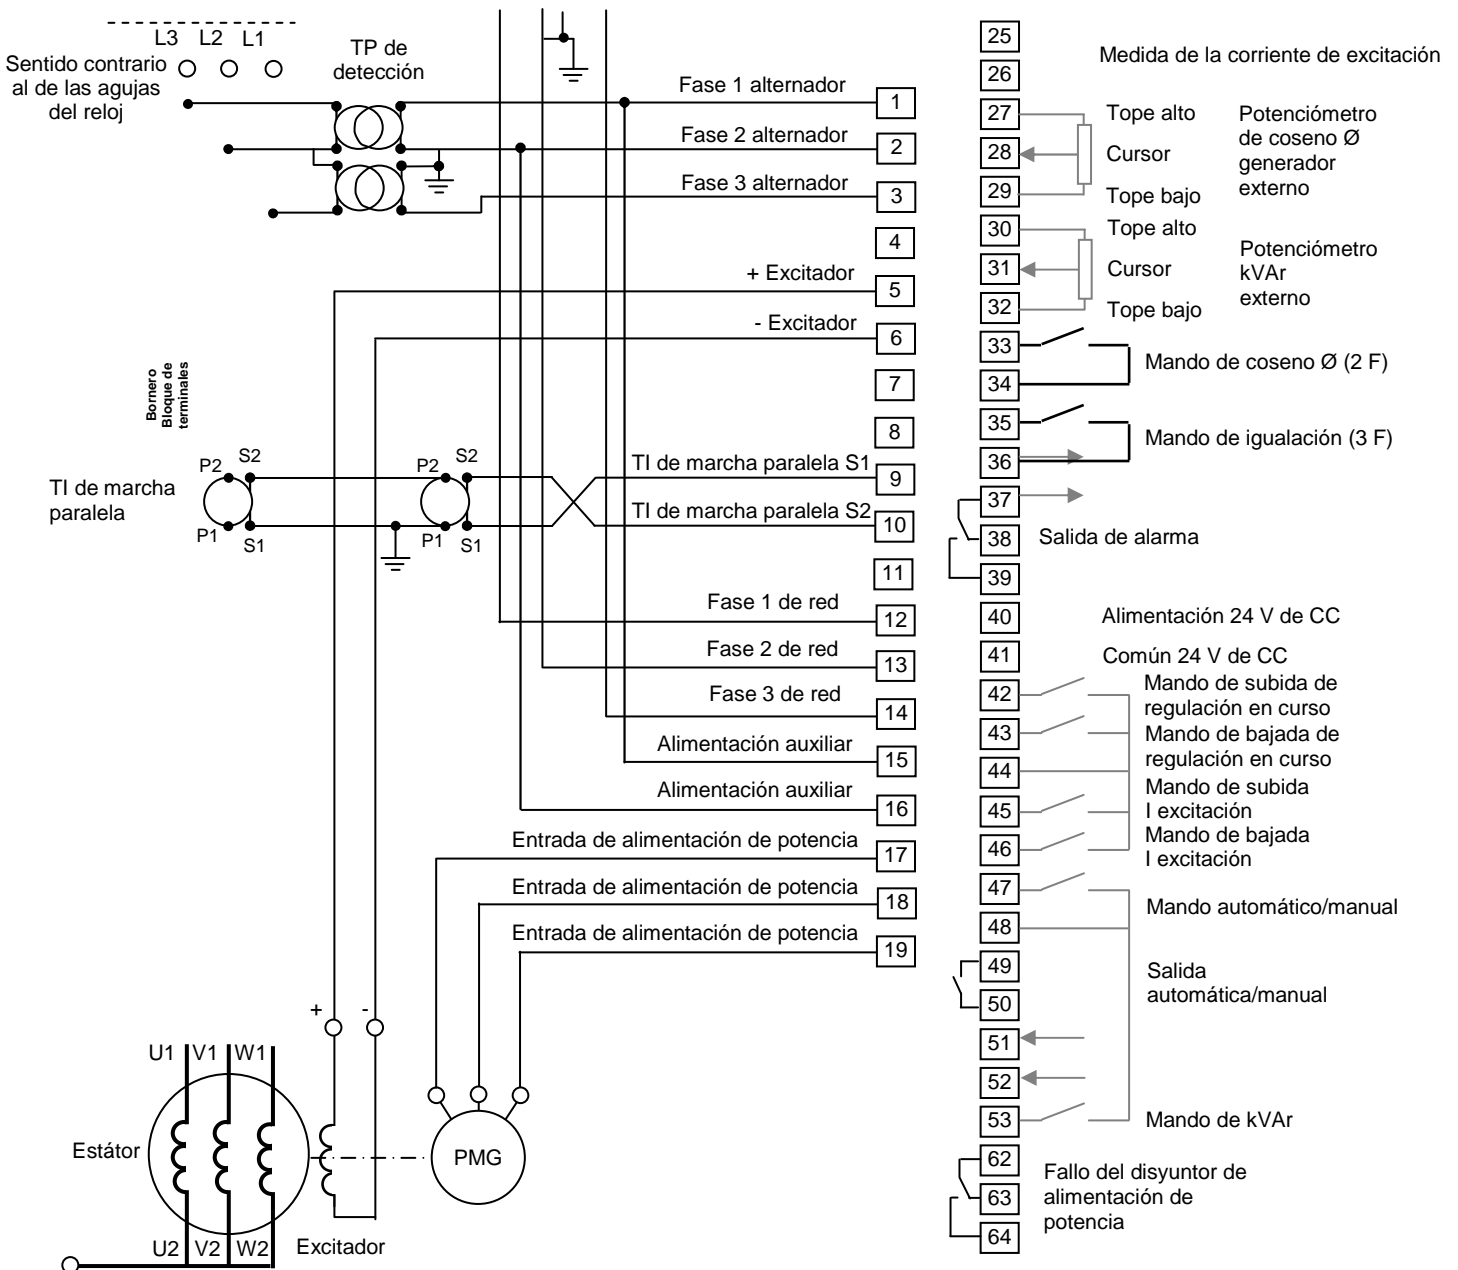 L3 L2 L1
Sentido contrario
al de las agujas
del reloj
TP de
detección
Fase 1 alternador
1
Fase 2 alternador
2
Fase 3 alternador
3
4
+ Excitador
5
- Excitador
6
7
8
Bornero
Bloque de
terminales
TI de marcha
paralela
P2 S2
P1 S1
P2 S2
P1 S1
TI de marcha paralela S1
9
TI de marcha paralela S2
10
11
Fase 1 de red
12
Fase 2 de red
13
Fase 3 de red
14
Alimentación auxiliar
15
Alimentación auxiliar
16
Entrada de alimentación de potencia
17
Entrada de alimentación de potencia
18
Entrada de alimentación de potencia
19
+ -
U1 V1 W1
Estátor
PMG
U2 V2 W2
Excitador
25
Medida de la corriente de excitación
26
27
Tope alto
28
Cursor
29
Tope bajo
Potenciómetro
de coseno Ø
generador
externo
30
Tope alto
31
Cursor
32
Tope bajo
Potenciómetro
kVAr
externo
33
34
Mando de coseno Ø (2 F)
35
36
Mando de igualación (3 F)
37
38
39
Salida de alarma
40
Alimentación 24 V de CC
41
Común 24 V de CC
42
Mando de subida de
regulación en curso
43
Mando de bajada de
regulación en curso
44
45
Mando de subida
I excitación
46
Mando de bajada
I excitación
47
Mando automático/manual
48
49
50
Salida
automática/manual
51
52
53
Mando de kVAr
62
63
64
Fallo del disyuntor de
alimentación de
potencia